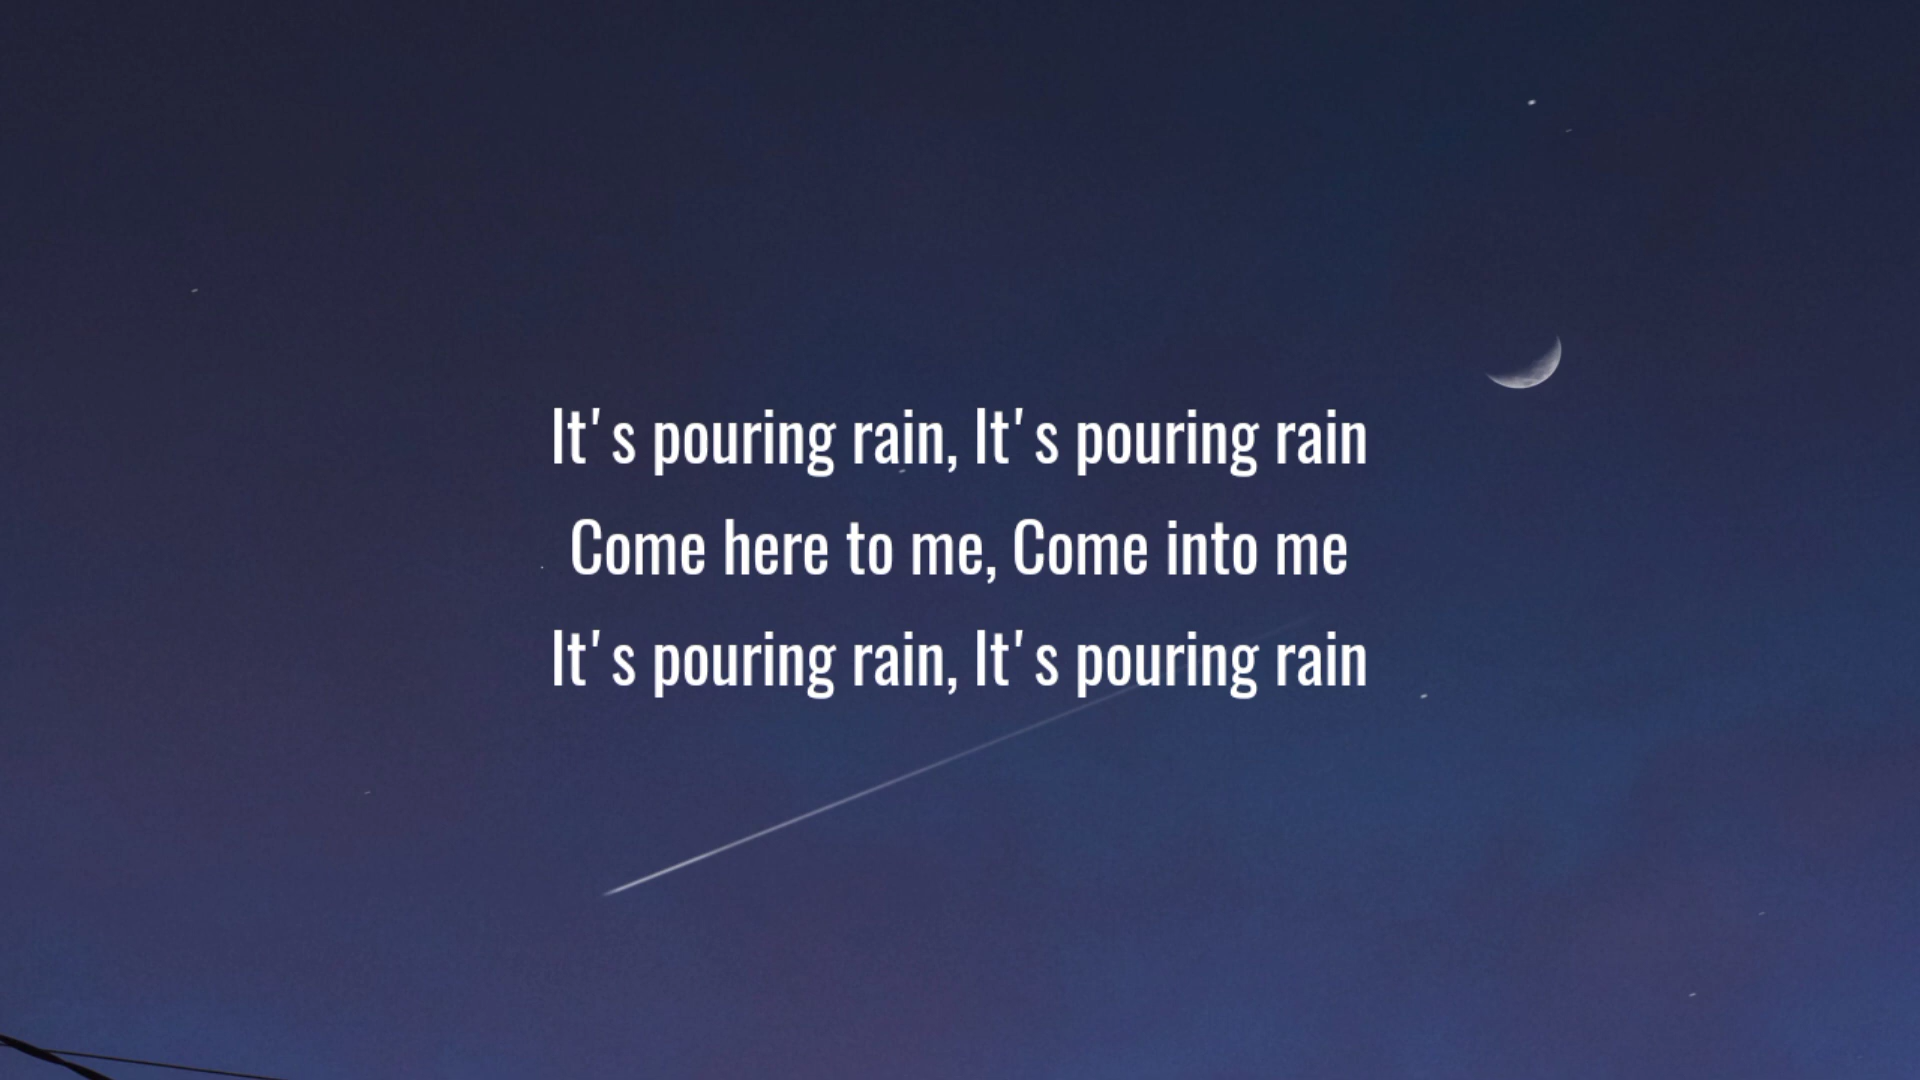 It's pouring rain, It's pouring rain
Come here to me, Come into me
It's pouring rain, It's pouring rain